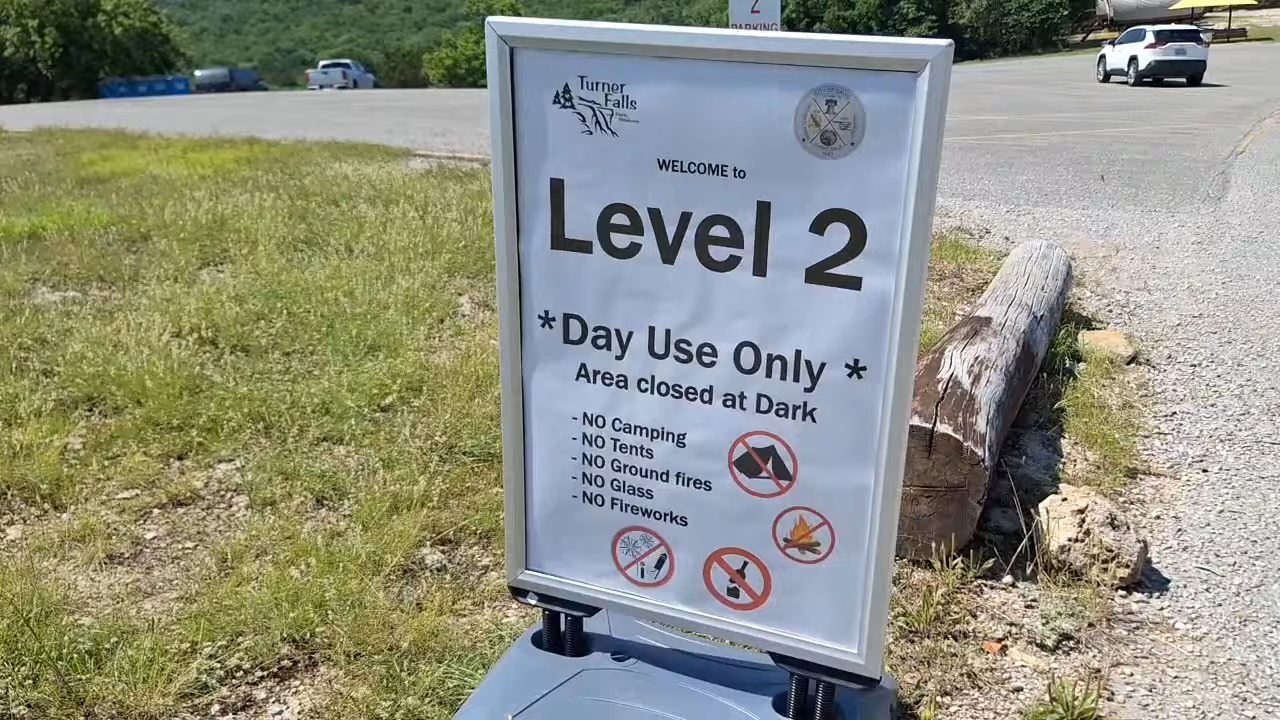 2
PARKING
Turner
Falls
WELCOME to
Level 2
*Day Use Only *
Area closed at Dark
- NO Camping
- NO Tents
- NO Ground fires
- NO Glass
- NO Fireworks